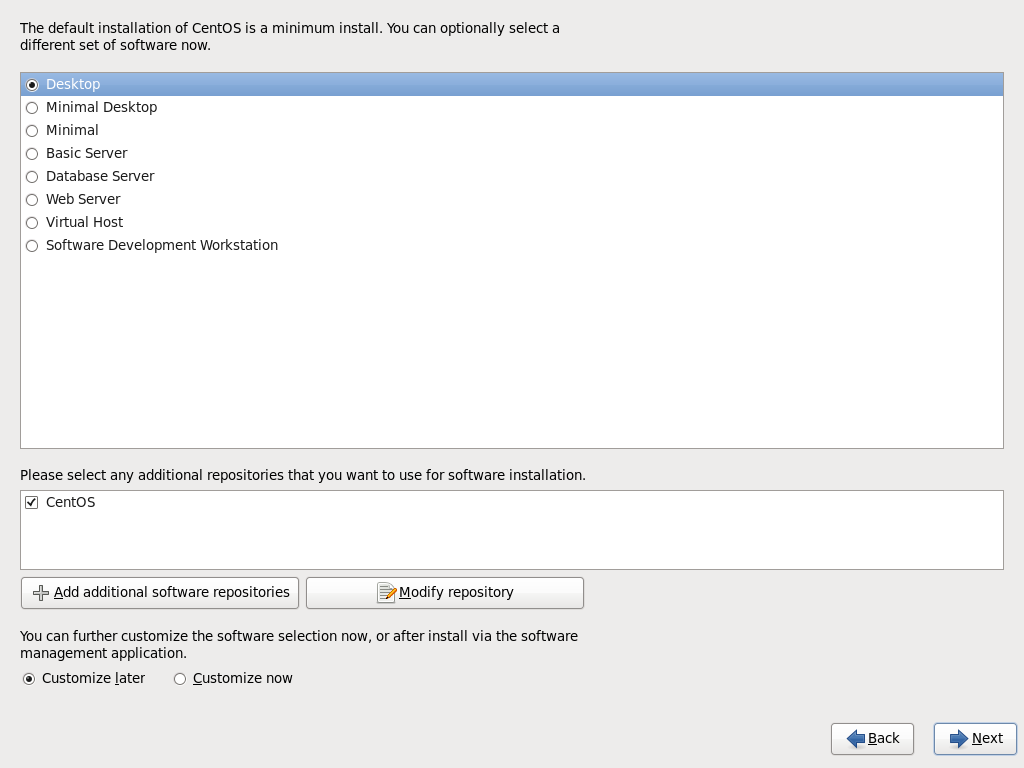 The default installation of CentOS is a minimum install. You can optionally select a
different set of software now.
Desktop
Minimal Desktop
Minimal
Basic Server
Database Server
Web Server
Virtual Host
Software Development Workstation
Please select any additional repositories that you want to use for software installation.
CentOS
Add additional software repositories
Modify repository
You can further customize the software selection now, or after install via the software
management application.
Customize later
Customize now
Back
Next